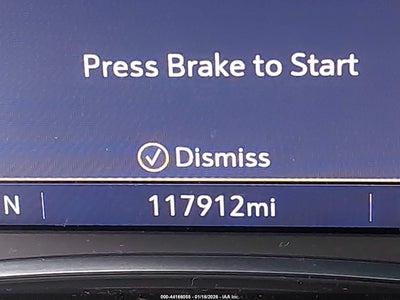 Press Brake to Start
Dismiss
N
117912mi
000-44166055 - 01/16/2026 - IAA Inc.